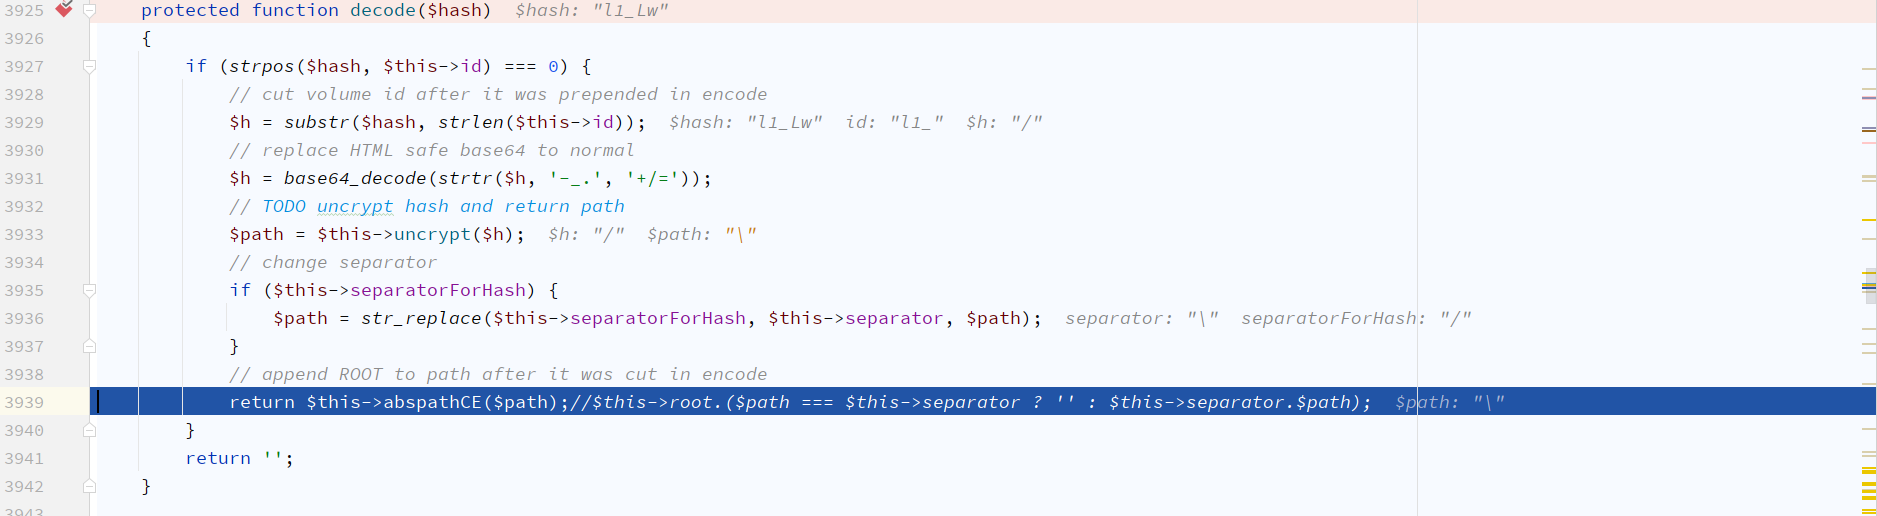 3925 protected function decode($hash) $hash: "l1_Lw"
3926 {
3927 if (strpos($hash, $this->id) === 0) {
3928 // cut volume id after it was prepended in encode
3929 $h = substr($hash, strlen($this->id)); $hash: "l1_Lw" id: "l1_" $h: "/"
3930 // replace HTML safe base64 to normal
3931 $h = base64_decode(strtr($h, '-_.', '+/='));
3932 // TODO uncrypt hash and return path
3933 $path = $this->uncrypt($h); $h: "/" $path: "\"
3934 // change separator
3935 if ($this->separatorForHash) {
3936 $path = str_replace($this->separatorForHash, $this->separator, $path); separator: "\" separatorForHash: "/"
3937 }
3938 // append ROOT to path after it was cut in encode
3939 return $this->abspathCE($path);//$this->root.($path === $this->separator ? '' : $this->separator.$path); $path: "\"
3940 }
3941 return '';
3942 }
3943